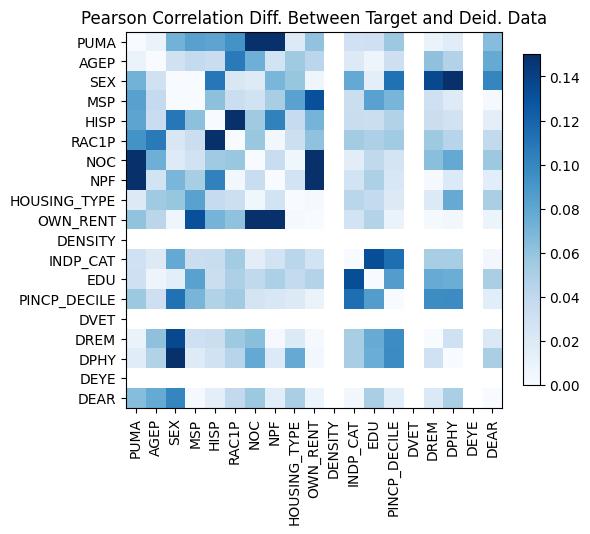 Pearson Correlation Diff. Between Target and Deid. Data
PUMA
AGEP
SEX
MSP
HISP
RAC1P
NOC
NPF
HOUSING_TYPE
OWN_RENT
DENSITY
INDP_CAT
EDU
PINCP_DECILE
DVET
DREM
DPHY
DEYE
DEAR
PUMA
AGEP
SEX
MSP
HISP
RAC1P
NOC
NPF
HOUSING_TYPE
OWN_RENT
DENSITY
INDP_CAT
EDU
PINCP_DECILE
DVET
DREM
DPHY
DEYE
DEAR
0.14
0.12
0.10
0.08
0.06
0.04
0.02
0.00